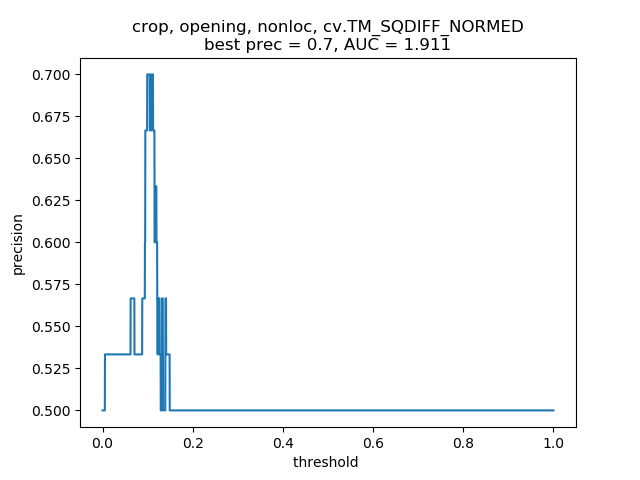 crop, opening, nonloc, cv.TM_SQDIFF_NORMED
best prec = 0.7, AUC = 1.911
0.700
0.675
0.650
0.625
0.600
0.575
0.550
0.525
0.500
precision
0.0 0.2 0.4 0.6 0.8 1.0
threshold